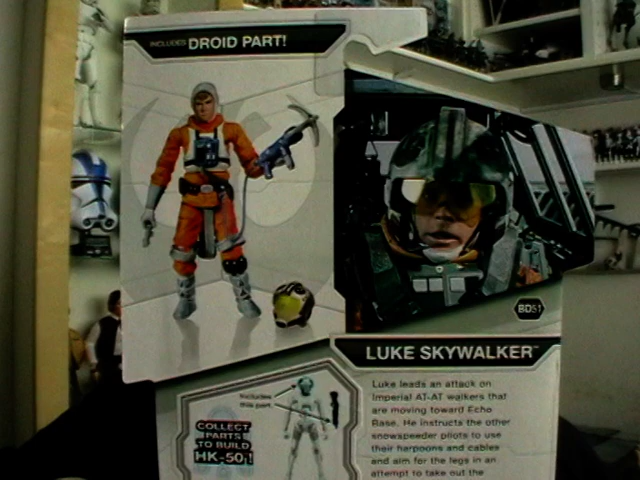 INCLUDES DROID PART!
BD51
LUKE SKYWALKER™
Includes
this part
COLLECT
PARTS
TO BUILD
HK-50!
Luke leads an attack on
Imperial AT-AT walkers that
are moving toward Echo
Base. He instructs the other
snowspeeder pilots to use
their harpoons and cables
and aim for the legs in an
attempt to take out the